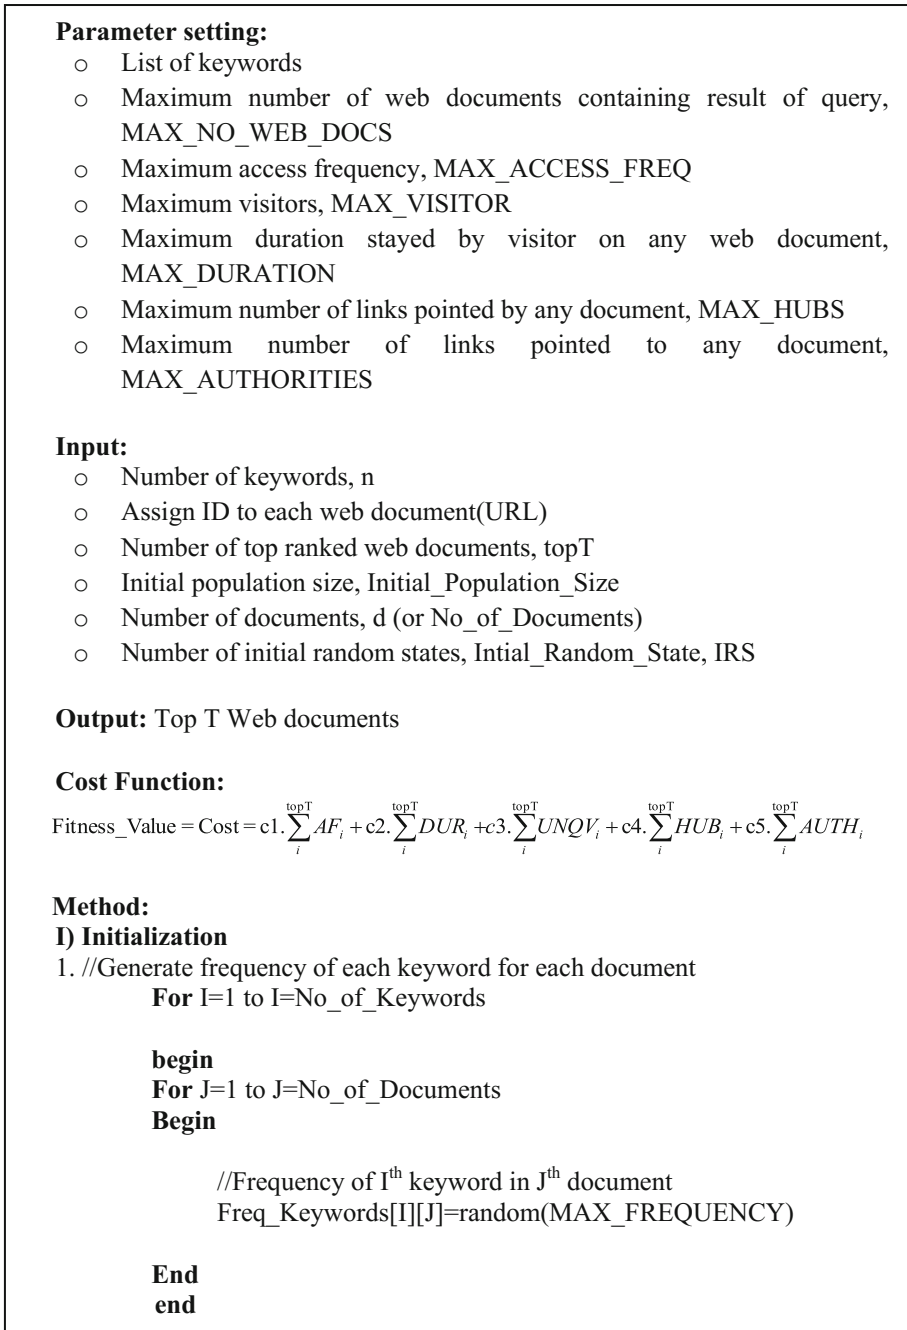 Parameter setting:
o List of keywords
o Maximum number of web documents containing result of query,
MAX_NO_WEB_DOCS
o Maximum access frequency, MAX_ACCESS_FREQ
o Maximum visitors, MAX_VISITOR
o Maximum duration stayed by visitor on any web document,
MAX_DURATION
o Maximum number of links pointed by any document, MAX_HUBS
o Maximum number of links pointed to any document,
MAX_AUTHORITIES
Input:
o Number of keywords, n
o Assign ID to each web document(URL)
o Number of top ranked web documents, topT
o Initial population size, Initial_Population_Size
o Number of documents, d (or No_of_Documents)
o Number of initial random states, Intial_Random_State, IRS
Output: Top T Web documents
Cost Function:
Fitness_Value = Cost = c1.∑_i^topT AF_i + c2.∑_i^topT DUR_i + c3.∑_i^topT UNQV_i + c4.∑_i^topT HUB_i + c5.∑_i^topT AUTH_i
Method:
I) Initialization
1. //Generate frequency of each keyword for each document
For I=1 to I=No_of_Keywords
begin
For J=1 to J=No_of_Documents
Begin
//Frequency of I^th keyword in J^th document
Freq_Keywords[I][J]=random(MAX_FREQUENCY)
End
end